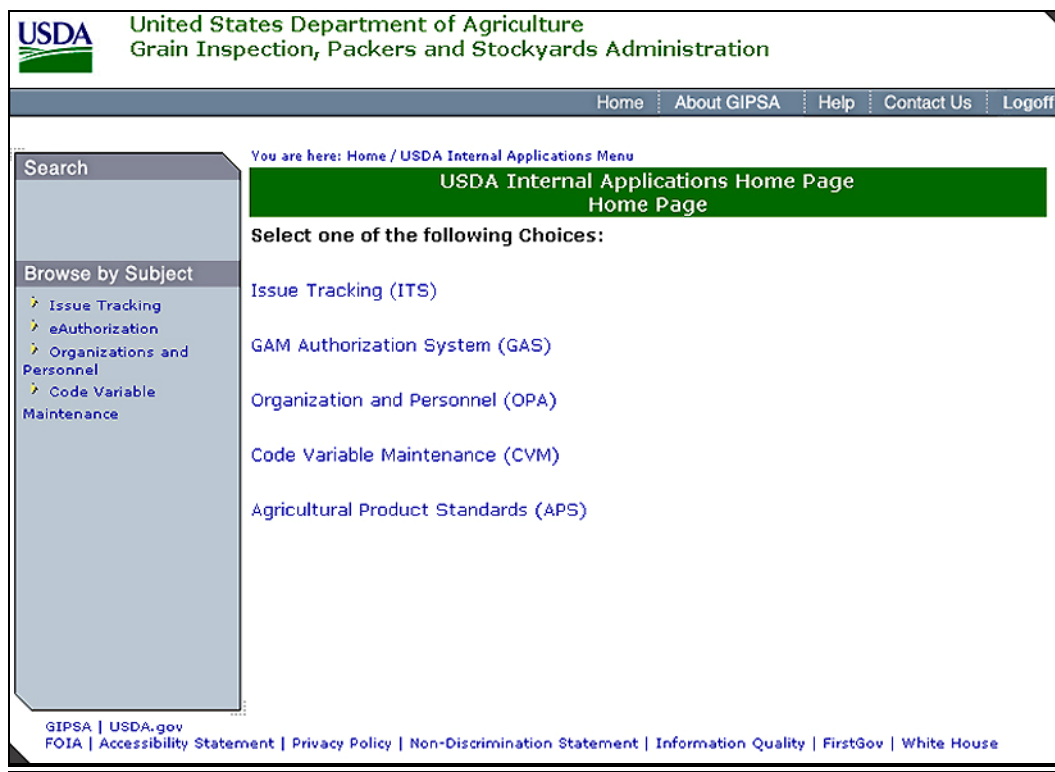 USDA
United States Department of Agriculture
Grain Inspection, Packers and Stockyards Administration
Home About GIPSA Help Contact Us Logoff
Search
Browse by Subject
Issue Tracking
eAuthorization
Organizations and
Personnel
Code Variable
Maintenance
You are here: Home / USDA Internal Applications Menu
USDA Internal Applications Home Page
Home Page
Select one of the following Choices:
Issue Tracking (ITS)
GAM Authorization System (GAS)
Organization and Personnel (OPA)
Code Variable Maintenance (CVM)
Agricultural Product Standards (APS)
GIPSA | USDA.gov
FOIA | Accessibility Statement | Privacy Policy | Non-Discrimination Statement | Information Quality | FirstGov | White House